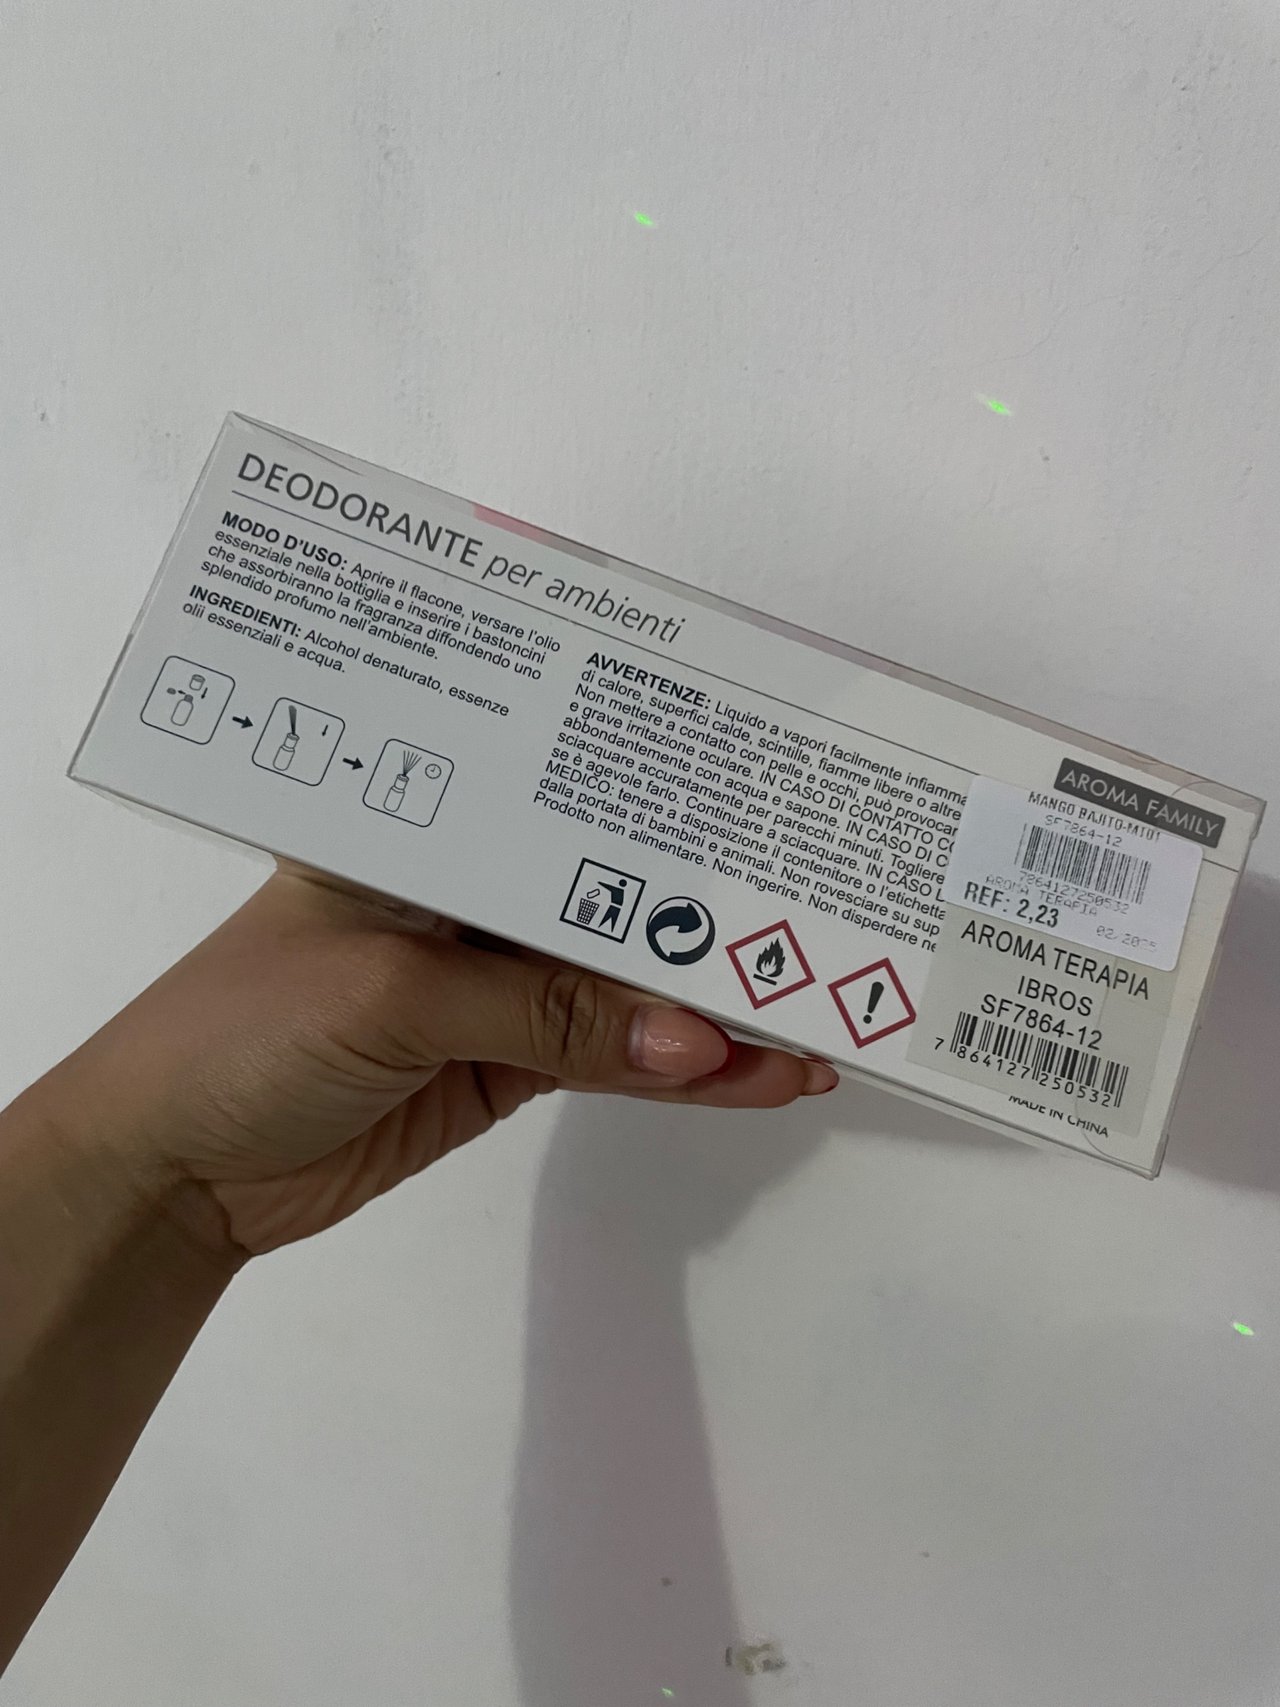 DEODORANTE per ambienti
MODO D'USO: Aprire il flacone, versare l'olio
essenziale nella bottiglia e inserire i bastoncini
che assorbiranno la fragranza diffondendo uno
splendido profumo nell'ambiente.
INGREDIENTI: Alcohol denaturato, essenze
olii essenziali e acqua.
AVVERTENZE: Liquido a vapori facilmente infiamma
di calore, superfici calde, scintille, fiamme libere o altre
Non mettere a contatto con pelle e occhi, può provocar
e grave irritazione oculare. IN CASO DI CONTATTO CO
abbondantemente con acqua e sapone. IN CASO DI C
sciacquare accuratamente per parecchi minuti. Togliere
se è agevole farlo. Continuare a sciacquare. IN CASO
MEDICO: tenere a disposizione il contenitore o l'etichetta
dalla portata di bambini e animali. Non rovesciare su sup
Prodotto non alimentare. Non ingerire. Non disperdere ne
AROMA FAMILY
MANGO BAJITO-MT01
SF7864-12
7864127250532
AROMA TERAPIA
REF: 2,23
02/2025
AROMA TERAPIA
IBROS
SF7864-12
7 864127 250532
MADE IN CHINA